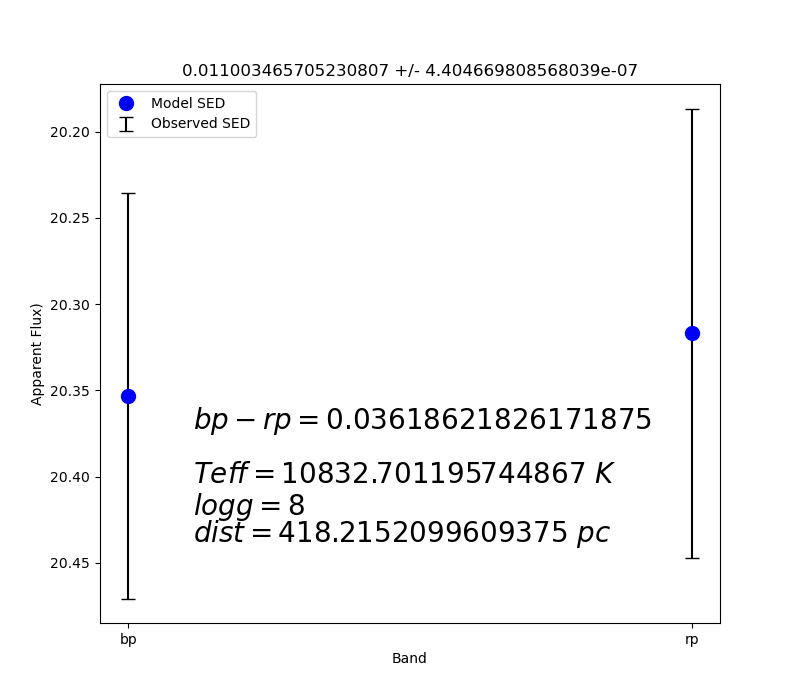 0.011003465705230807 +/- 4.404669808568039e-07
Model SED
Observed SED
20.20
20.25
20.30
20.35
20.40
20.45
Apparent Flux)
bp − rp = 0.03618621826171875
Teff = 10832.701195744867 K
logg = 8
dist = 418.2152099609375 pc
bp
rp
Band